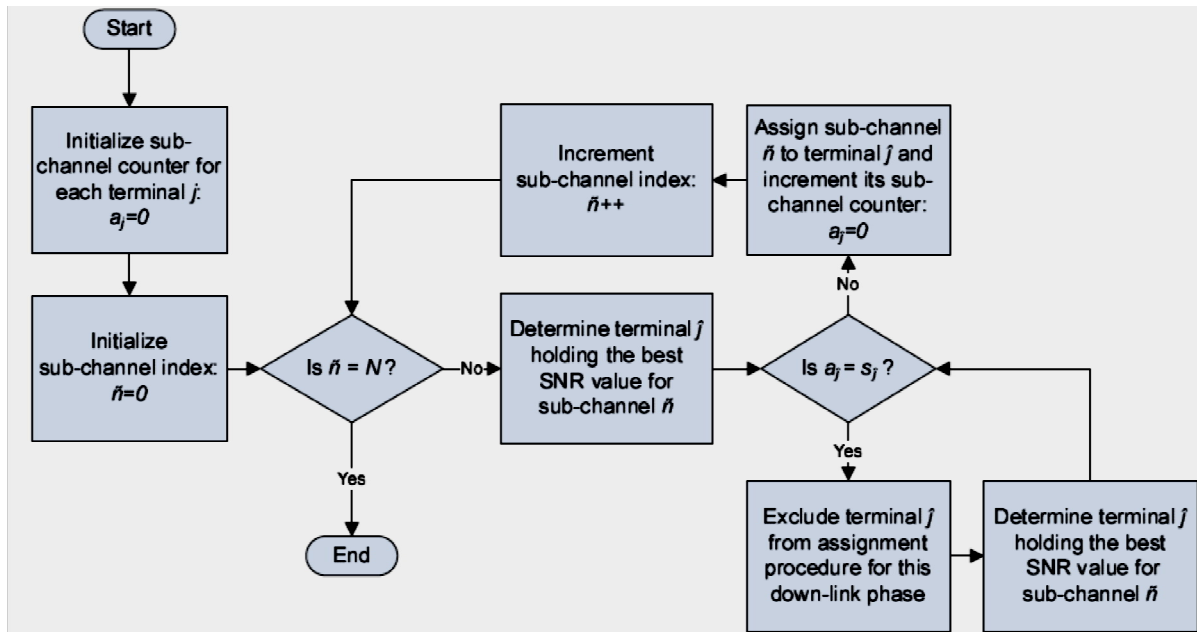 Start
Initialize sub-
channel counter for
each terminal j:
aⱼ=0
Initialize
sub-channel index:
ñ=0
Is ñ = N?
Yes
End
No
Determine terminal ĵ
holding the best
SNR value for
sub-channel ñ
Is a_ĵ = s_ĵ ?
No
Assign sub-channel
ñ to terminal ĵ and
increment its sub-
channel counter:
a_ĵ=0
Increment
sub-channel index:
ñ++
Yes
Exclude terminal ĵ
from assignment
procedure for this
down-link phase
Determine terminal ĵ
holding the best
SNR value for
sub-channel ñ